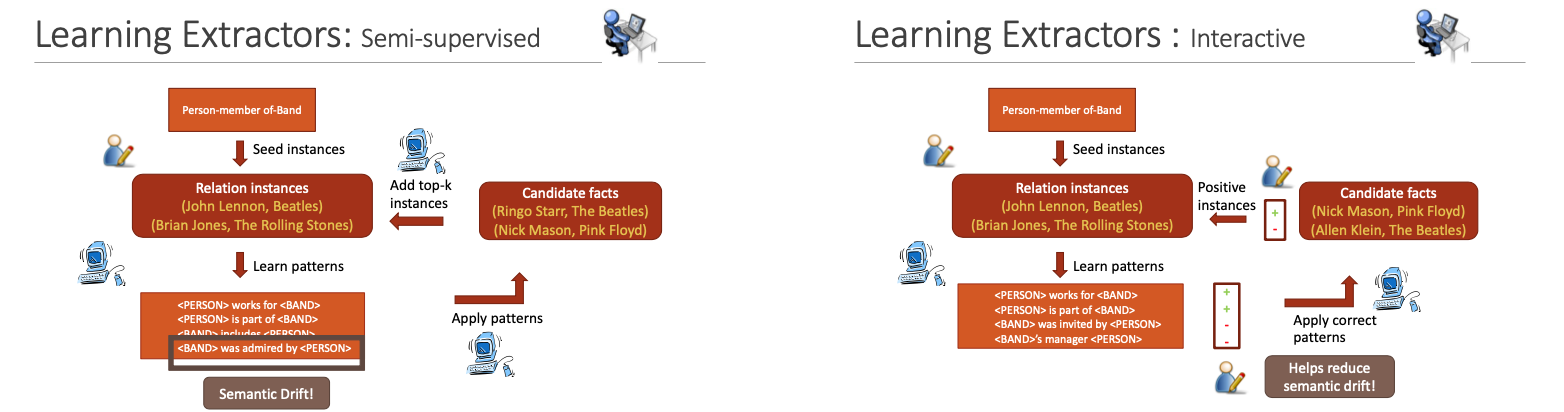 Learning Extractors: Semi-supervised
Person-member of-Band
Seed instances
Relation instances
(John Lennon, Beatles)
(Brian Jones, The Rolling Stones)
Add top-k
instances
Candidate facts
(Ringo Starr, The Beatles)
(Nick Mason, Pink Floyd)
Learn patterns
<PERSON> works for <BAND>
<PERSON> is part of <BAND>
<BAND> includes <PERSON>
<BAND> was admired by <PERSON>
Apply patterns
Semantic Drift!
Learning Extractors : Interactive
Person-member of-Band
Seed instances
Relation instances
(John Lennon, Beatles)
(Brian Jones, The Rolling Stones)
Positive
instances
+
-
Candidate facts
(Nick Mason, Pink Floyd)
(Allen Klein, The Beatles)
Learn patterns
<PERSON> works for <BAND>
<PERSON> is part of <BAND>
<BAND> was invited by <PERSON>
<BAND>'s manager <PERSON>
+
+
-
-
Apply correct
patterns
Helps reduce
semantic drift!